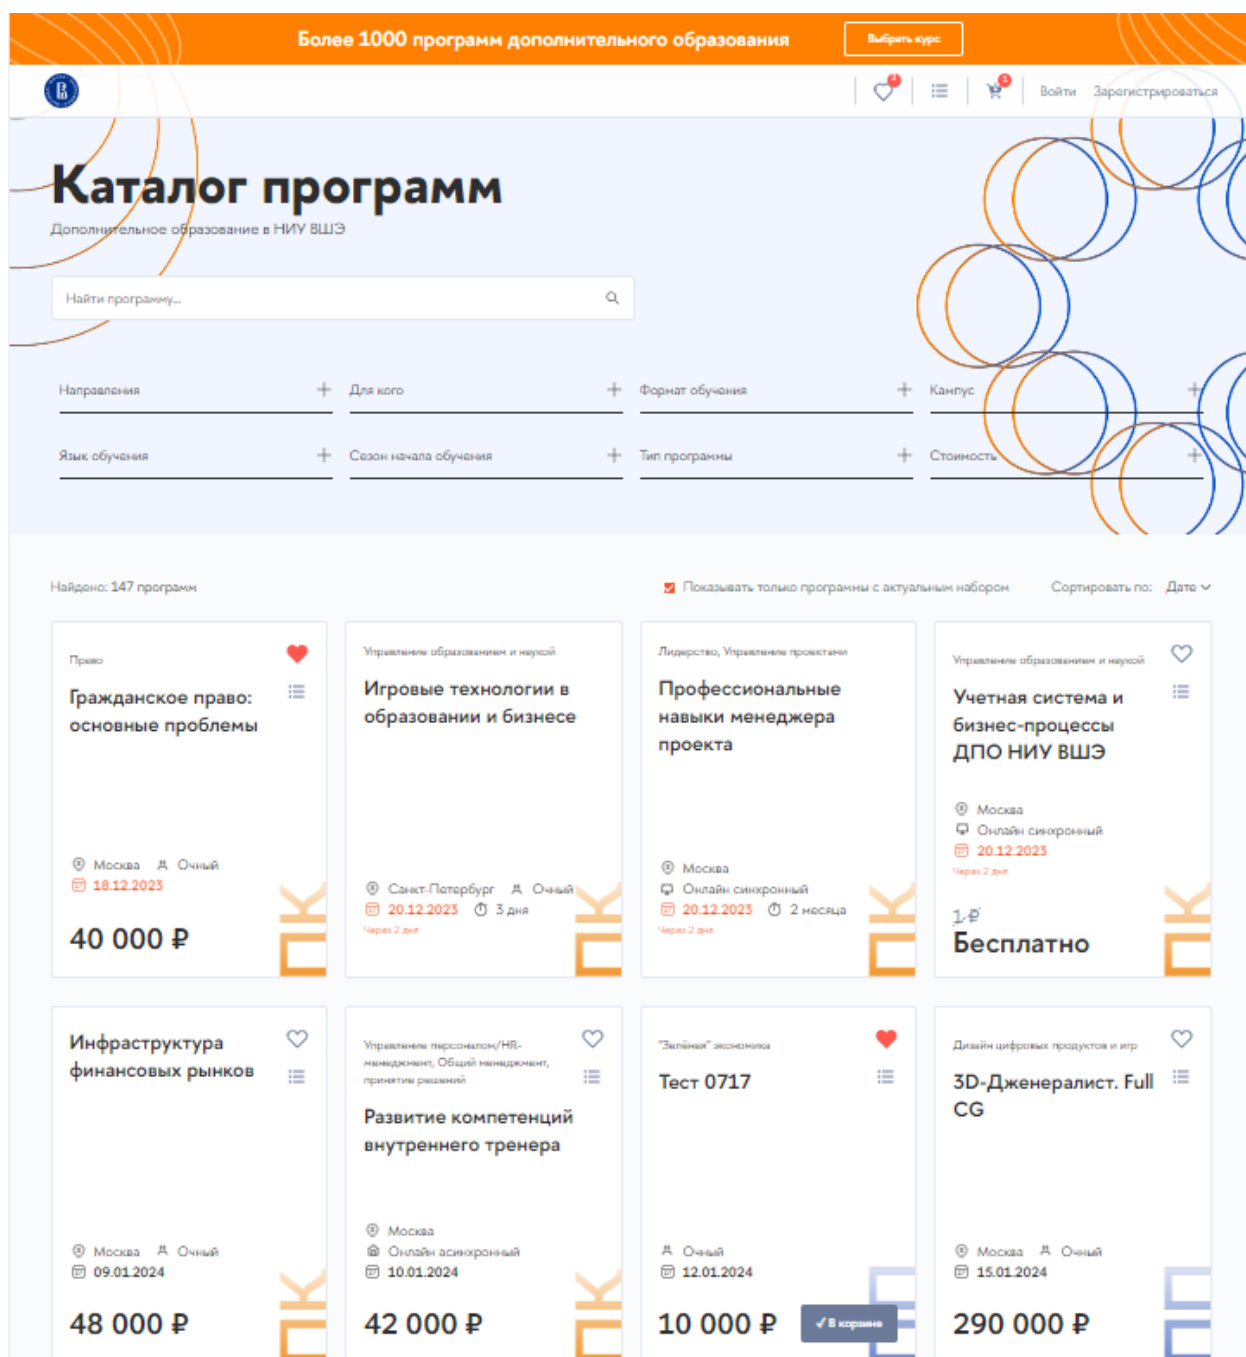 Более 1000 программ дополнительного образования
Выбрать курс
Войти
Зарегистрироваться
Каталог программ
Дополнительное образование в НИУ ВШЭ
Найти программу...
Направления
Для кого
Формат обучения
Кампус
Язык обучения
Сезон начала обучения
Тип программы
Стоимость
Найдено: 147 программ
Показывать только программы с актуальным набором
Сортировать по: Дате
Право
Гражданское право:
основные проблемы
Москва Очный
18.12.2023
40 000 ₽
ПК
Управление образованием и наукой
Игровые технологии в
образовании и бизнесе
Санкт-Петербург Очный
20.12.2023 3 дня
Через 2 дня
ПК
Лидерство, Управление проектами
Профессиональные
навыки менеджера
проекта
Москва
Онлайн синхронный
20.12.2023 2 месяца
Через 2 дня
ПК
Управление образованием и наукой
Учетная система и
бизнес-процессы
ДПО НИУ ВШЭ
Москва
Онлайн синхронный
20.12.2023
Через 2 дня
1 ₽
Бесплатно
ПК
Инфраструктура
финансовых рынков
Москва Очный
09.01.2024
48 000 ₽
ПК
Управление персоналом/HR-
менеджмент, Общий менеджмент,
принятие решений
Развитие компетенций
внутреннего тренера
Москва
Онлайн асинхронный
10.01.2024
42 000 ₽
ПК
"Зелёная" экономика
Тест 0717
Очный
12.01.2024
10 000 ₽
В корзине
Дизайн цифровых продуктов и игр
3D-Дженералист. Full
CG
Москва Очный
15.01.2024
290 000 ₽